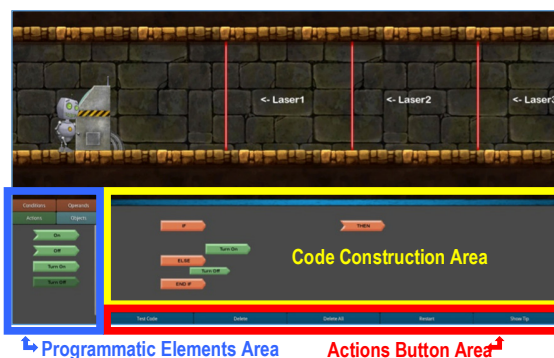 <- Laser1
<- Laser2
<- Laser3
Conditions
Operands
Actions
Objects
On
Off
Turn On
Turn Off
IF
THEN
Turn On
ELSE
Turn Off
END IF
Code Construction Area
Test Code
Delete
Delete All
Restart
Show Tip
Programmatic Elements Area
Actions Button Area